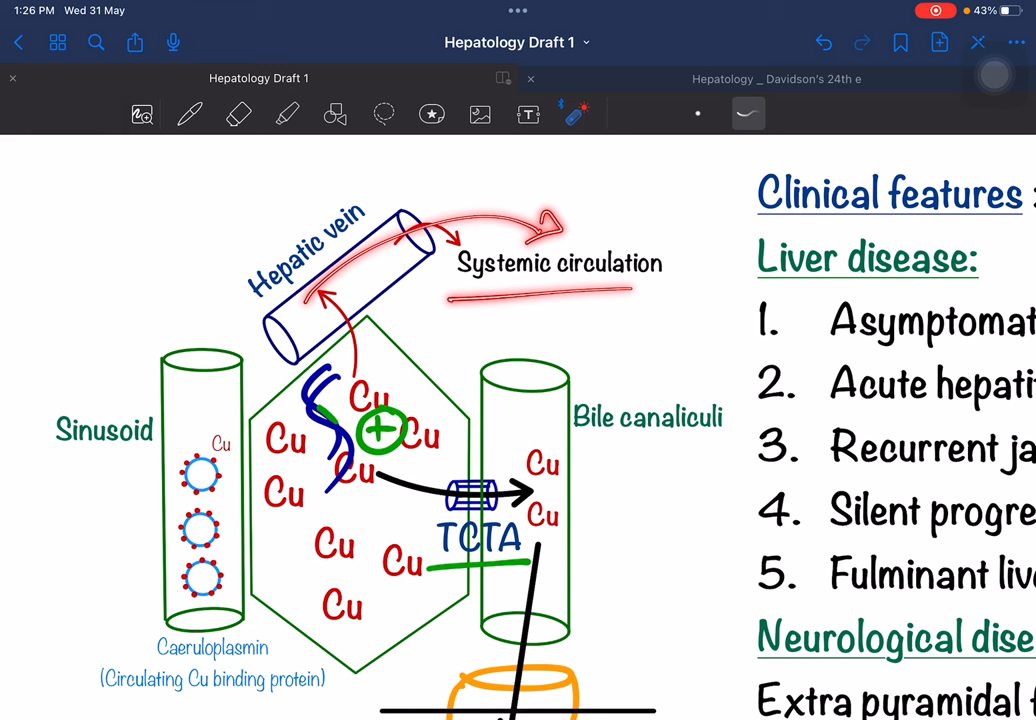 1:26 PM Wed 31 May
43%
Hepatology Draft 1
Hepatology Draft 1
Hepatology _ Davidson's 24th e
T
Hepatic vein
Systemic circulation
Sinusoid
Cu
Cu
Cu
Cu
Cu
Cu
Cu
Cu
Cu
Bile canaliculi
Cu
Cu
TCTA
Caeruloplasmin
(Circulating Cu binding protein)
Clinical features :
Liver disease:
1. Asymptomat
2. Acute hepati
3. Recurrent ja
4. Silent progre
5. Fulminant live
Neurological dise
Extra pyramidal f